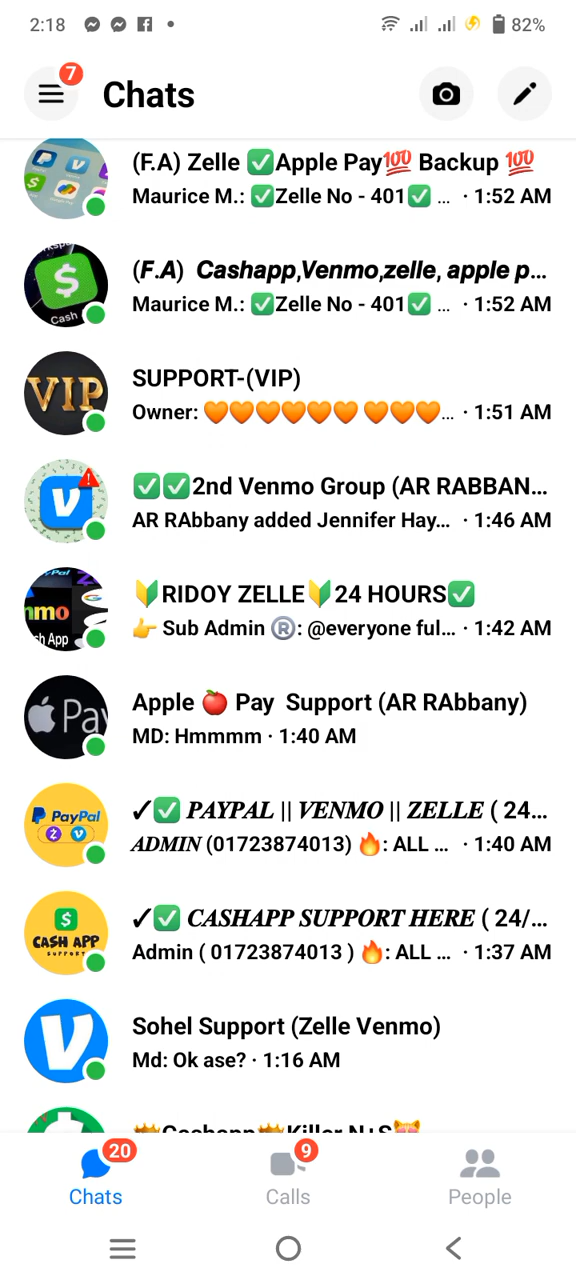 2:18
82%
7
Chats
(F.A) Zelle ✅Apple Pay💯 Backup 💯
Maurice M.: ✅Zelle No - 401✅ ... · 1:52 AM
(F.A) Cashapp,Venmo,zelle, apple p...
Maurice M.: ✅Zelle No - 401✅ ... · 1:52 AM
Cash
VIP
SUPPORT-(VIP)
Owner: 🧡🧡🧡🧡🧡🧡 🧡🧡🧡... · 1:51 AM
✅✅2nd Venmo Group (AR RABBAN...
AR RAbbany added Jennifer Hay... · 1:46 AM
🔰RIDOY ZELLE🔰24 HOURS✅
👉 Sub Admin ®️: @everyone ful... · 1:42 AM
Apple 🍎 Pay Support (AR RAbbany)
MD: Hmmmm · 1:40 AM
PayPal
✓✅ PAYPAL || VENMO || ZELLE ( 24...
ADMIN (01723874013) 🔥: ALL ... · 1:40 AM
CASH APP
SUPPORT
✓✅ CASHAPP SUPPORT HERE ( 24/...
Admin ( 01723874013 ) 🔥: ALL ... · 1:37 AM
Sohel Support (Zelle Venmo)
Md: Ok ase? · 1:16 AM
20
9
Chats
Calls
People